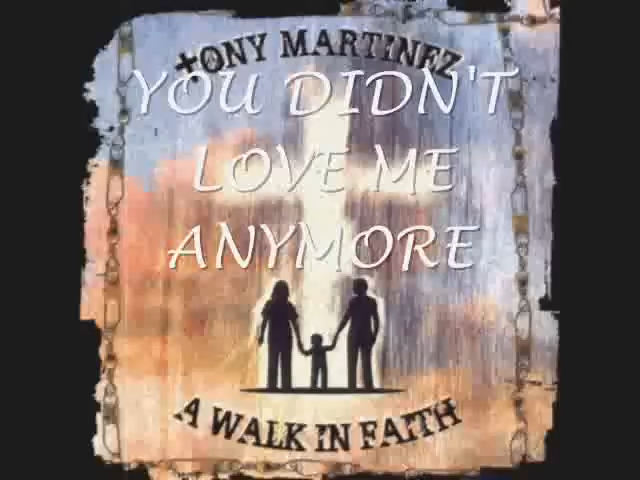 TONY MARTINEZ
YOU DIDN'T
LOVE ME
ANYMORE
A WALK IN FAITH